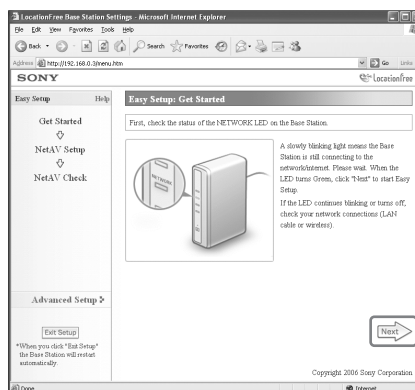 LocationFree Base Station Settings - Microsoft Internet Explorer
File Edit View Favorites Tools Help
Back Search Favorites
Address http://192.168.0.3/menu.htm Go Links
SONY LocationFree
Easy Setup Help
Easy Setup: Get Started
Get Started
NetAV Setup
NetAV Check
First, check the status of the NETWORK LED on the Base Station.
NETWORK
A slowly blinking light means the Base
Station is still connecting to the
network/internet. Please wait. When the
LED turns Green, click "Next" to start Easy
Setup.
If the LED continues blinking or turns off,
check your network connections (LAN
cable or wireless).
Advanced Setup
Exit Setup
*When you click "Exit Setup"
the Base Station will restart
automatically.
Next
Copyright 2006 Sony Corporation
Done Internet